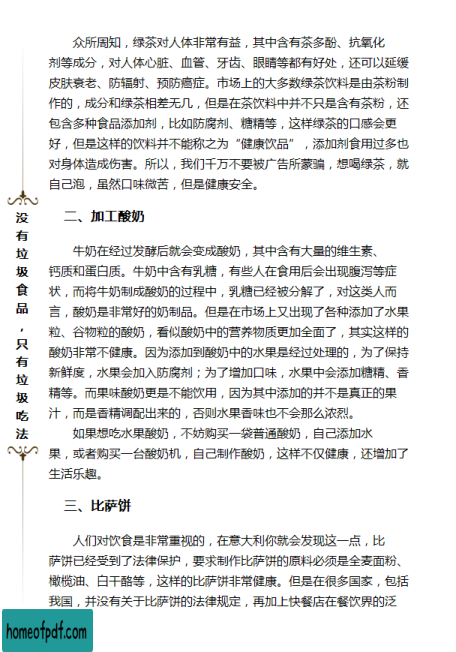 众所周知，绿茶对人体非常有益，其中含有茶多酚、抗氧化
剂等成分，对人体心脏、血管、牙齿、眼睛等都有好处，还可以延缓
皮肤衰老、防辐射、预防癌症。市场上的大多数绿茶饮料是由茶粉制
作的，成分和绿茶相差无几，但是在茶饮料中并不只是含有茶粉，还
包含多种食品添加剂，比如防腐剂、糖精等，这样绿茶的口感会更
好，但是这样的饮料并不能称之为“健康饮品”，添加剂食用过多也
对身体造成伤害。所以，我们千万不要被广告所蒙骗，想喝绿茶，就
自己泡，虽然口味微苦，但是健康安全。
二、加工酸奶
牛奶在经过发酵后就会变成酸奶，其中含有大量的维生素、
钙质和蛋白质。牛奶中含有乳糖，有些人在食用后会出现腹泻等症
状，而将牛奶制成酸奶的过程中，乳糖已经被分解了，对这类人而
言，酸奶是非常好的奶制品。但是在市场上又出现了各种添加了水果
粒、谷物粒的酸奶，看似酸奶中的营养物质更加全面了，其实这样的
酸奶非常不健康。因为添加到酸奶中的水果是经过处理的，为了保持
新鲜度，水果会加入防腐剂；为了增加口味，水果中会添加糖精、香
精等。而果味酸奶更是不能饮用，因为其中添加的并不是真正的果
汁，而是香精调配出来的，否则水果香味也不会那么浓烈。
如果想吃水果酸奶，不妨购买一袋普通酸奶，自己添加水
果，或者购买一台酸奶机，自己制作酸奶，这样不仅健康，还增加了
生活乐趣。
三、比萨饼
人们对饮食是非常重视的，在意大利你就会发现这一点，比
萨饼已经受到了法律保护，要求制作比萨饼的原料必须是全麦面粉、
橄榄油、白干酪等，这样的比萨饼非常健康。但是在很多国家，包括
我国，并没有关于比萨饼的法律规定，再加上快餐店在餐饮界的泛
没有垃圾食品，只有垃圾吃法
homeofpdf.com